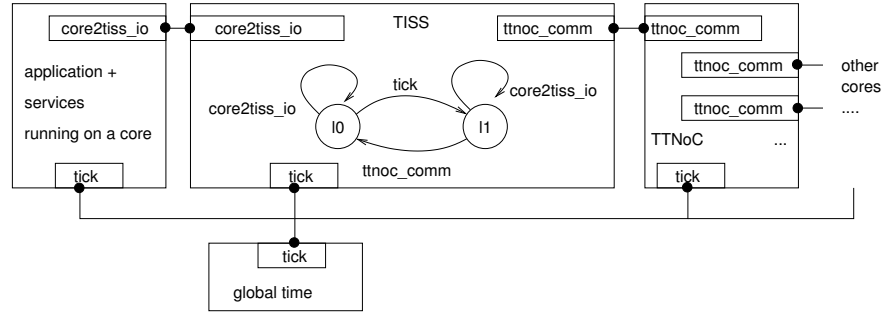 core2tiss_io
core2tiss_io
TISS
ttnoc_comm
ttnoc_comm
application +
services
running on a core
ttnoc_comm
other
cores
....
ttnoc_comm
core2tiss_io
tick
core2tiss_io
l0
l1
ttnoc_comm
TTNoC
...
tick
tick
tick
tick
global time